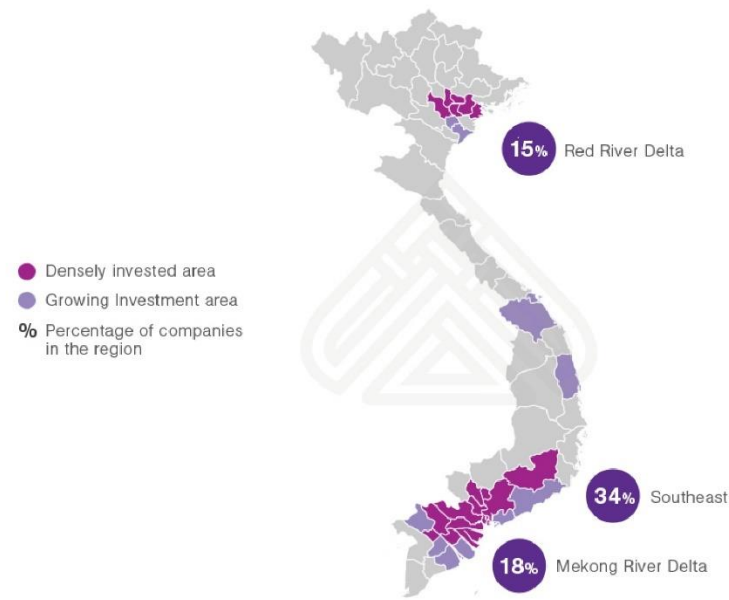 15% Red River Delta
Densely invested area
Growing Investment area
% Percentage of companies
in the region
34% Southeast
18% Mekong River Delta